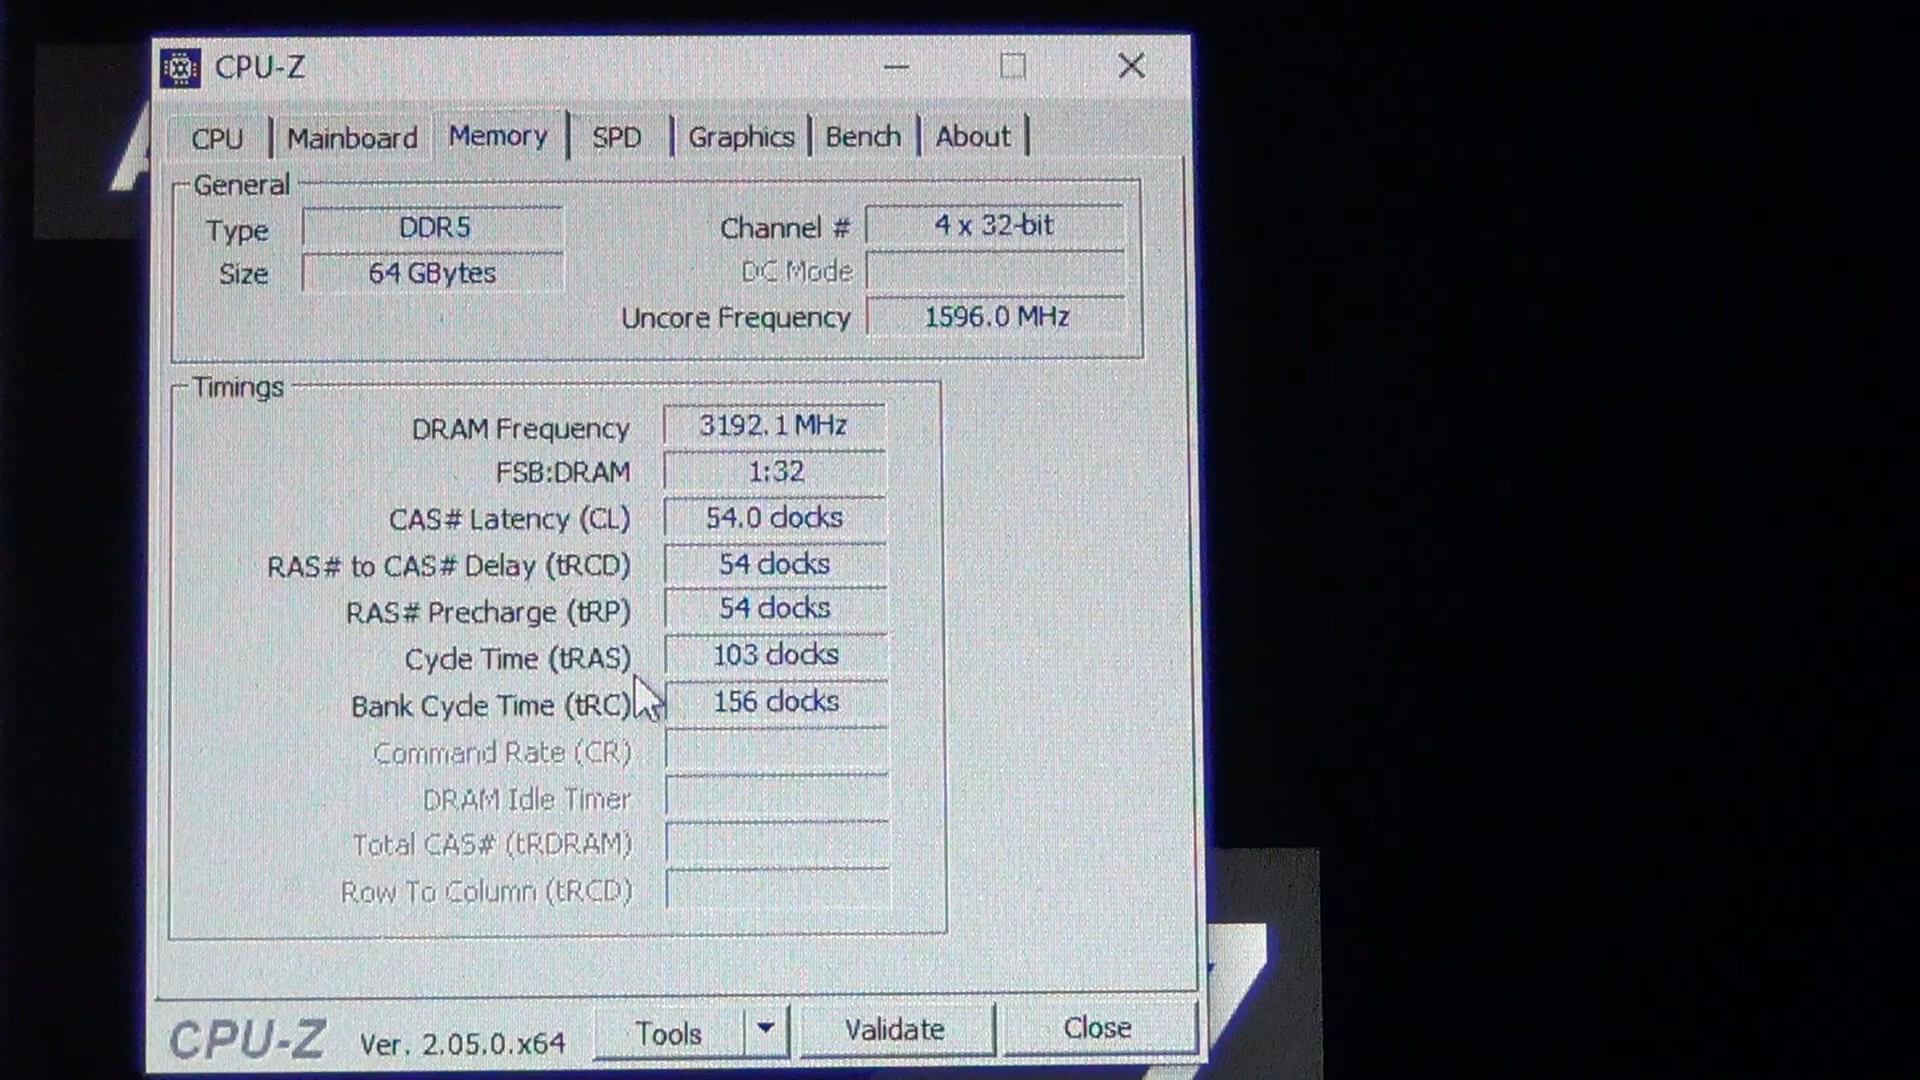 CPU-Z
CPU Mainboard Memory SPD Graphics Bench About
General
Type DDR5 Channel # 4 x 32-bit
Size 64 GBytes DC Mode
Uncore Frequency 1596.0 MHz
Timings
DRAM Frequency 3192.1 MHz
FSB:DRAM 1:32
CAS# Latency (CL) 54.0 clocks
RAS# to CAS# Delay (tRCD) 54 clocks
RAS# Precharge (tRP) 54 clocks
Cycle Time (tRAS) 103 clocks
Bank Cycle Time (tRC) 156 clocks
Command Rate (CR)
DRAM Idle Timer
Total CAS# (tRDRAM)
Row To Column (tRCD)
CPU-Z Ver. 2.05.0.x64 Tools Validate Close